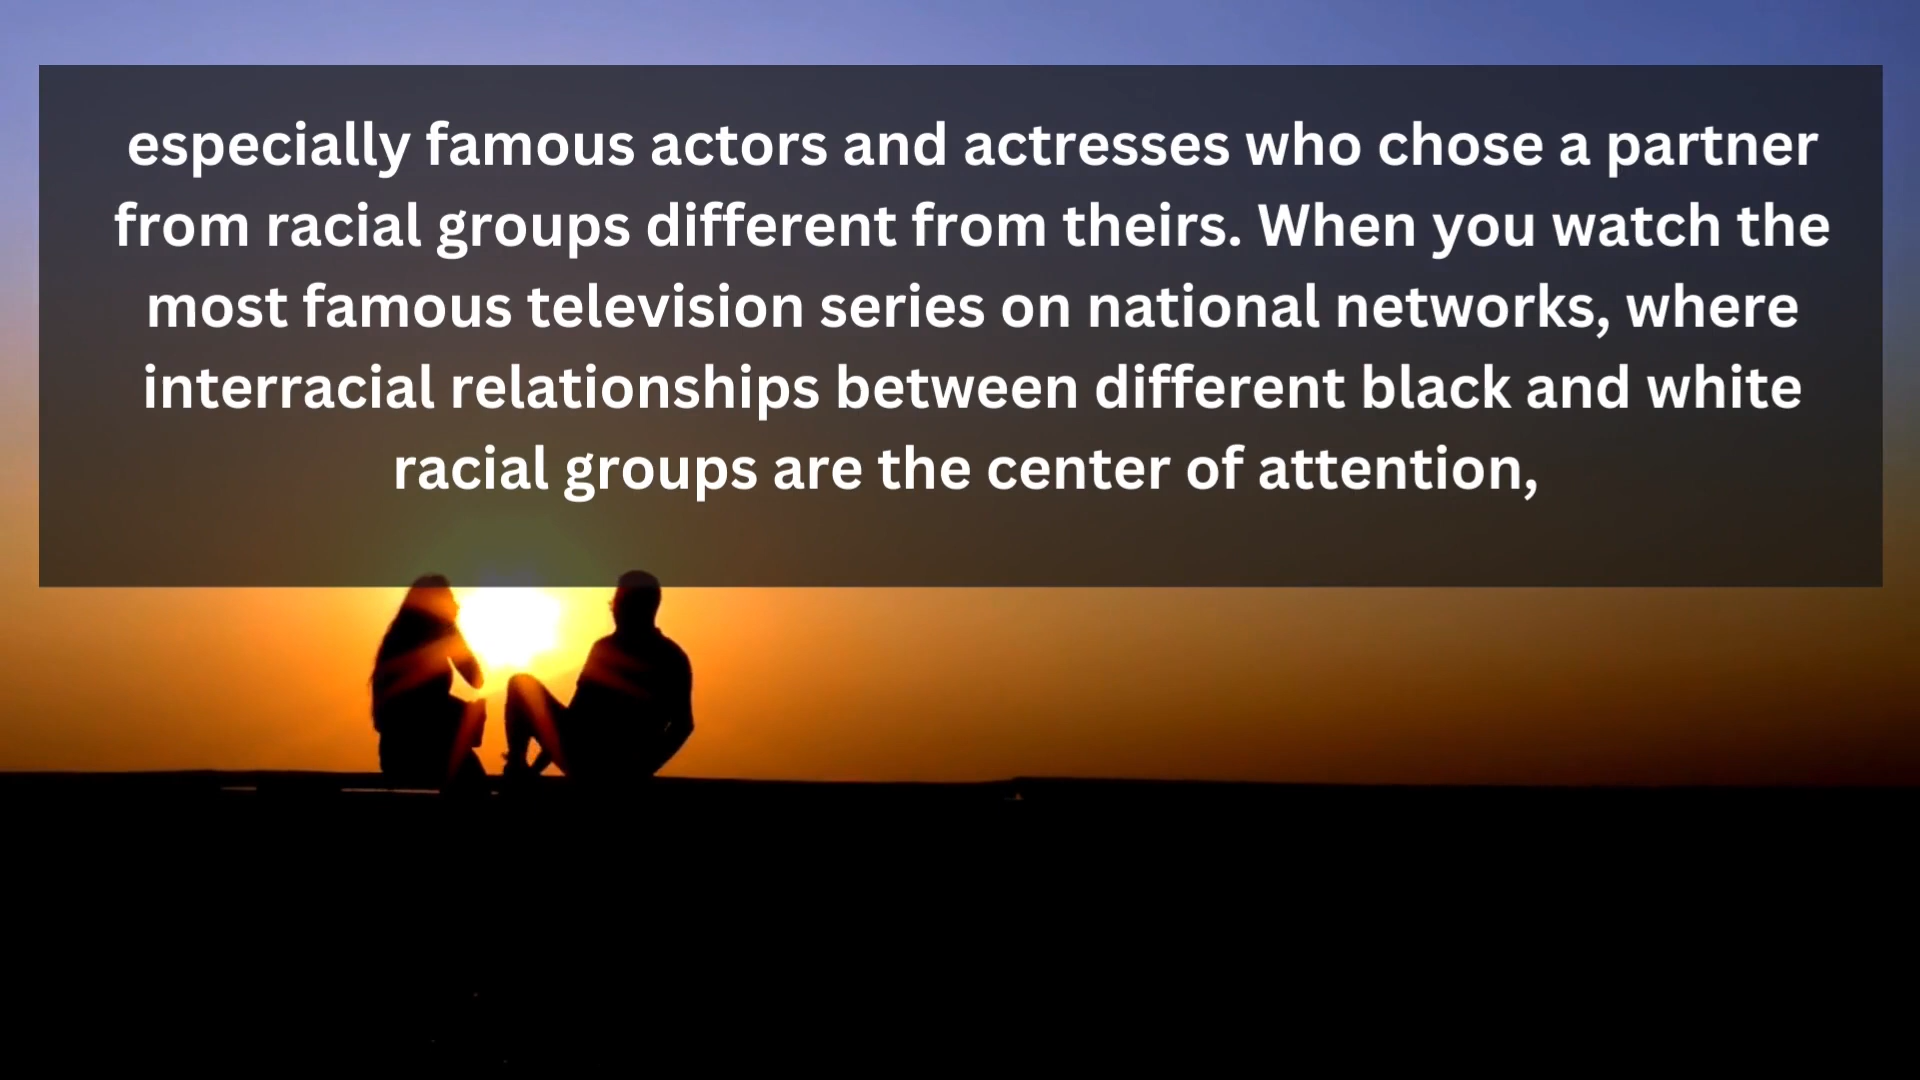 especially famous actors and actresses who chose a partner
from racial groups different from theirs. When you watch the
most famous television series on national networks, where
interracial relationships between different black and white
racial groups are the center of attention,